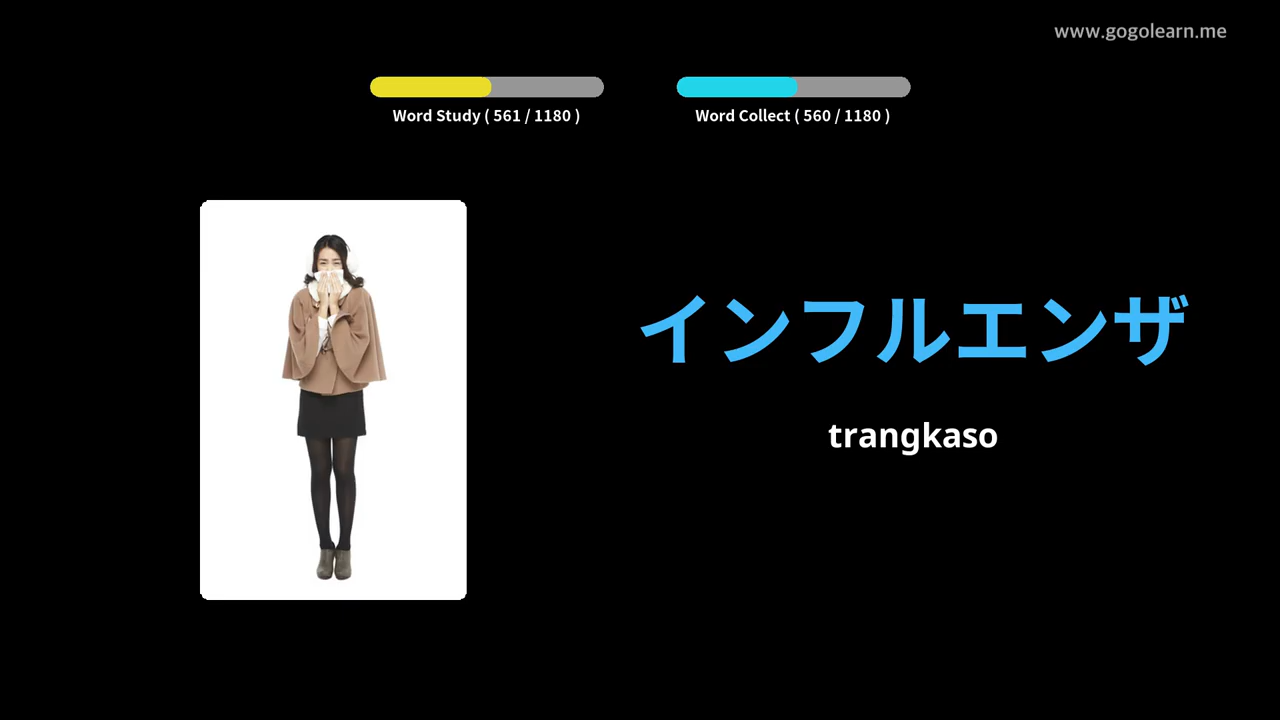 www.gogolearn.me
Word Study ( 561 / 1180 )
Word Collect ( 560 / 1180 )
インフルエンザ
trangkaso